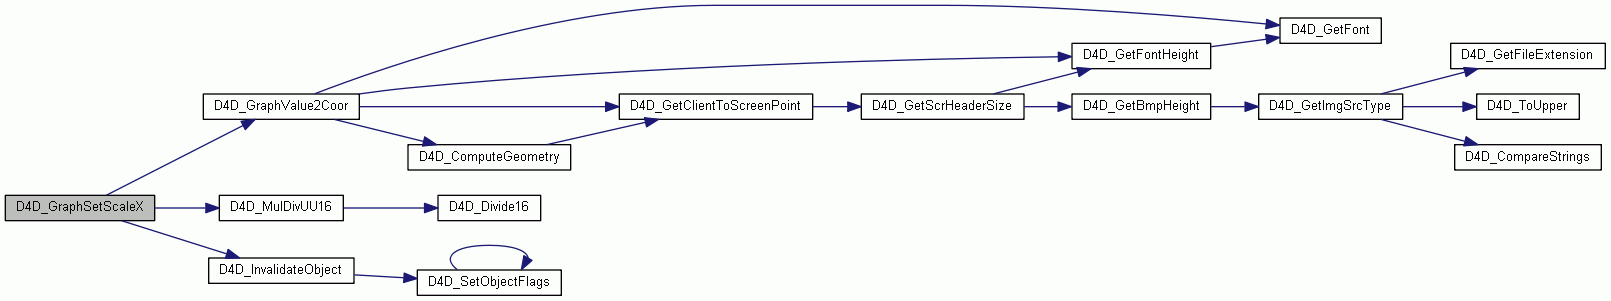 D4D_GetFont
D4D_GetFontHeight
D4D_GetFileExtension
D4D_GraphValue2Coor
D4D_GetClientToScreenPoint
D4D_GetScrHeaderSize
D4D_GetBmpHeight
D4D_GetImgSrcType
D4D_ToUpper
D4D_ComputeGeometry
D4D_CompareStrings
D4D_GraphSetScaleX
D4D_MulDivUU16
D4D_Divide16
D4D_InvalidateObject
D4D_SetObjectFlags